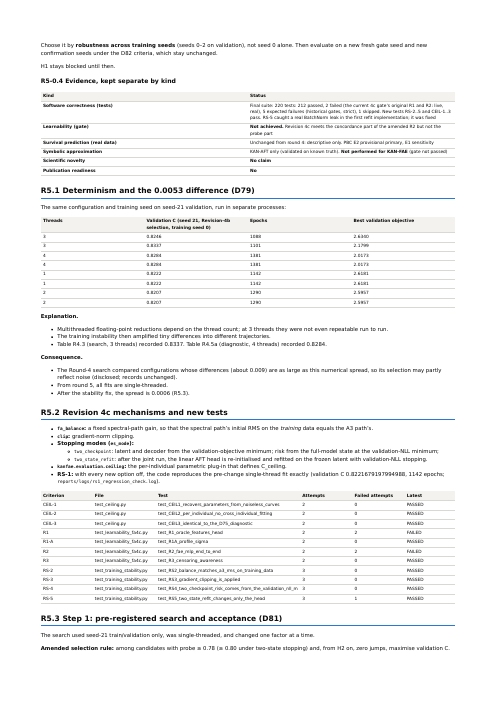 Choose it by robustness across training seeds (seeds 0–2 on validation), not seed 0 alone. Then evaluate on a new fresh gate seed and new
confirmation seeds under the D82 criteria, which stay unchanged.
H1 stays blocked until then.
R5-0.4 Evidence, kept separate by kind
Kind Status
Software correctness (tests) Final suite: 220 tests: 212 passed, 2 failed (the current 4c gate's original R1 and R2: live,
real), 5 expected failures (historical gates, strict), 1 skipped. New tests RS-2..5 and CEIL-1..3
pass. RS-5 caught a real BatchNorm leak in the first refit implementation; it was fixed
Learnability (gate) Not achieved. Revision 4c meets the concordance part of the amended R2 but not the
probe part
Survival prediction (real data) Unchanged from round 4: descriptive only. PBC 62 provisional primary, E1 sensitivity
Symbolic approximation KAN-AFT only (validated on known truth). Not performed for KAN-FAE (gate not passed)
Scientific novelty No claim
Publication readiness No
R5.1 Determinism and the 0.0053 difference (D79)
The same configuration and training seed on seed-21 validation, run in separate processes:
Threads Validation C (seed 21, Revision-4b Epochs Best validation objective
selection, training seed 0)
3 0.8246 1088 2.6340
3 0.8337 1101 2.1799
4 0.8284 1381 2.0173
4 0.8284 1381 2.0173
1 0.8222 1142 2.6181
1 0.8222 1142 2.6181
2 0.8207 1290 2.5957
2 0.8207 1290 2.5957
Explanation.
• Multithreaded floating-point reductions depend on the thread count; at 3 threads they were not even repeatable run to run.
• The training instability then amplified tiny differences into different trajectories.
• Table R4.3 (search, 3 threads) recorded 0.8337. Table R4.5a (diagnostic, 4 threads) recorded 0.8284.
Consequence.
• The Round-4 search compared configurations whose differences (about 0.009) are as large as this numerical spread, so its selection may partly
reflect noise (disclosed; records unchanged).
• From round 5, all fits are single-threaded.
• After the stability fix, the spread is 0.0006 (R5.3).
R5.2 Revision 4c mechanisms and new tests
• fa_balance: a fixed spectral-path gain, so that the spectral path's initial RMS on the training data equals the A3 path's.
• clip: gradient-norm clipping.
• Stopping modes (es_mode):
◦ two_checkpoint: latent and decoder from the validation-objective minimum; risk from the full-model state at the validation-NLL minimum;
◦ two_state_refit: after the joint run, the linear AFT head is re-initialised and refitted on the frozen latent with validation-NLL stopping.
• kanfae.evaluation.ceiling: the per-individual parametric plug-in that defines C_ceiling.
• RS-1: with every new option off, the code reproduces the pre-change single-thread fit exactly (validation C 0.8221679197994988, 1142 epochs;
reports/logs/rs1_regression_check.log).
Criterion File Test Attempts Failed attempts Latest
CEIL-1 test_ceiling.py test_CEIL1_recovers_parameters_from_noiseless_curves 2 0 PASSED
CEIL-2 test_ceiling.py test_CEIL2_per_individual_no_cross_individual_fitting 2 0 PASSED
CEIL-3 test_ceiling.py test_CEIL3_identical_to_the_D75_diagnostic 2 0 PASSED
R1 test_learnability_fa4c.py test_R1_oracle_features_head 2 2 FAILED
R1-A test_learnability_fa4c.py test_R1A_profile_sigma 2 0 PASSED
R2 test_learnability_fa4c.py test_R2_fae_mlp_end_to_end 2 2 FAILED
R3 test_learnability_fa4c.py test_R3_censoring_awareness 2 0 PASSED
RS-2 test_training_stability.py test_RS2_balance_matches_a3_rms_on_training_data 2 0 PASSED
RS-3 test_training_stability.py test_RS3_gradient_clipping_is_applied 3 0 PASSED
RS-4 test_training_stability.py test_RS4_two_checkpoint_risk_comes_from_the_validation_nll_m 3 0 PASSED
RS-5 test_training_stability.py test_RS5_two_state_refit_changes_only_the_head 3 1 PASSED
R5.3 Step 1: pre-registered search and acceptance (D81)
The search used seed-21 train/validation only, was single-threaded, and changed one factor at a time.
Amended selection rule: among candidates with probe ≥ 0.78 (≥ 0.80 under two-state stopping) and, from H2 on, zero jumps, maximise validation C.